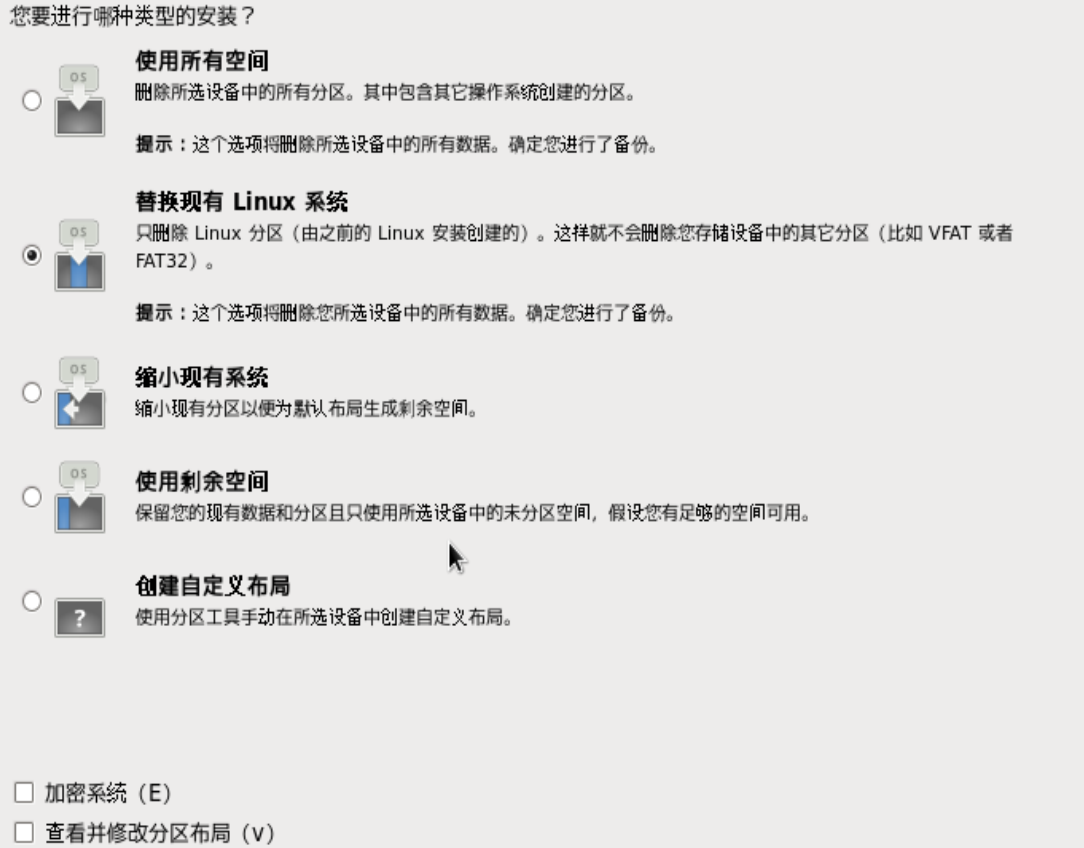 您要进行哪种类型的安装？
OS
使用所有空间
删除所选设备中的所有分区。其中包含其它操作系统创建的分区。
提示：这个选项将删除所选设备中的所有数据。确定您进行了备份。
OS
替换现有 Linux 系统
只删除 Linux 分区（由之前的 Linux 安装创建的）。这样就不会删除您存储设备中的其它分区（比如 VFAT 或者
FAT32）。
提示：这个选项将删除您所选设备中的所有数据。确定您进行了备份。
OS
缩小现有系统
缩小现有分区以便为默认布局生成剩余空间。
OS
使用剩余空间
保留您的现有数据和分区且只使用所选设备中的未分区空间，假设您有足够的空间可用。
?
创建自定义布局
使用分区工具手动在所选设备中创建自定义布局。
加密系统（E）
查看并修改分区布局（v）